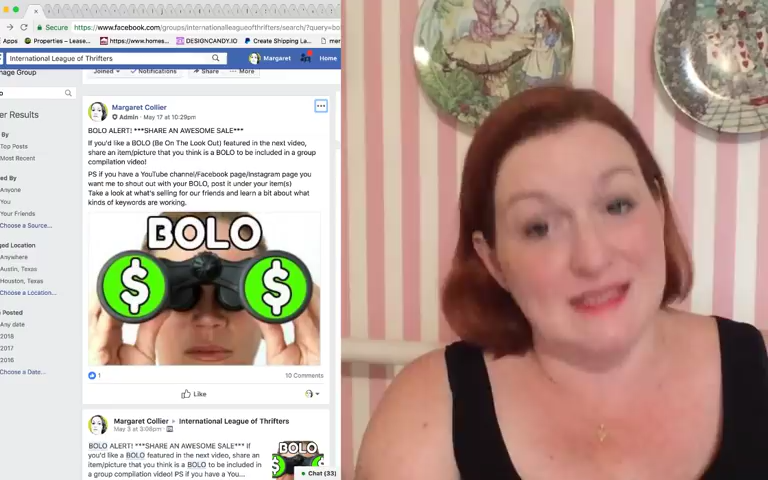 Secure https://www.facebook.com/groups/internationalleagueofthrifters/search/?query=bo
Apps Properties – Lease... https://www.homes... DESIGNCANDY.IO Create Shipping La... mer
International League of Thrifters
Margaret Home
nage Group
Joined Notifications Share ... More
o
er Results
By
Top Posts
Most Recent
ed By
Anyone
You
Your Friends
Choose a Source...
ged Location
Anywhere
Austin, Texas
Houston, Texas
Choose a Location...
Posted
Any date
2018
2017
2016
Choose a Date...
Margaret Collier
Admin · May 17 at 10:29pm
BOLO ALERT! ***SHARE AN AWESOME SALE***
If you'd like a BOLO (Be On The Look Out) featured in the next video,
share an item/picture that you think is a BOLO to be included in a group
compilation video!
PS if you have a YouTube channel/Facebook page/Instagram page you
want me to shout out with your BOLO, post it under your item(s)
Take a look at what's selling for our friends and learn a bit about what
kinds of keywords are working.
BOLO
$ $
1
10 Comments
Like
Margaret Collier ▸ International League of Thrifters
May 3 at 3:08pm
BOLO ALERT! ***SHARE AN AWESOME SALE*** If
you'd like a BOLO featured in the next video, share an
item/picture that you think is a BOLO to be included in
a group compilation video! PS if you have a You...
BOLO
Chat (33)